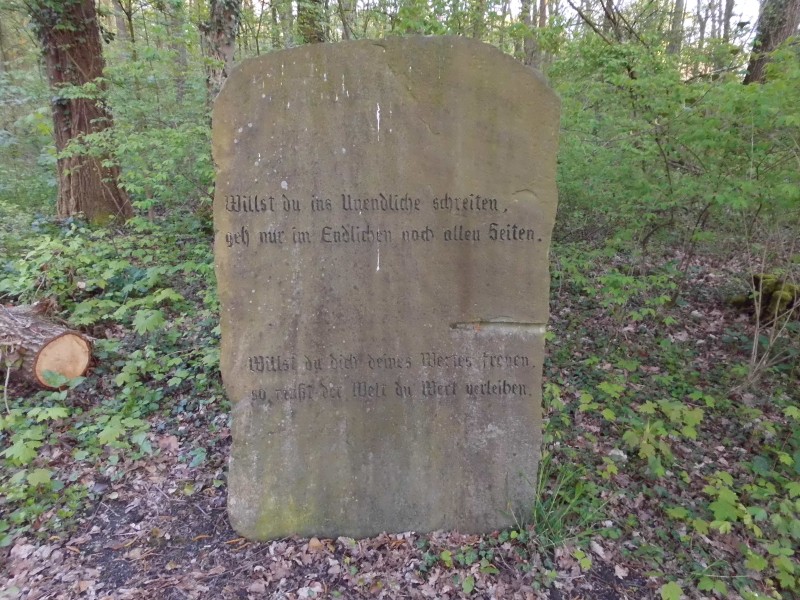 Willst du ins Unendliche schreiten,
geh nur im Endlichen nach allen Seiten.
Willst du dich deines Wertes freuen,
so, mußt der Welt du Wert verleihen.